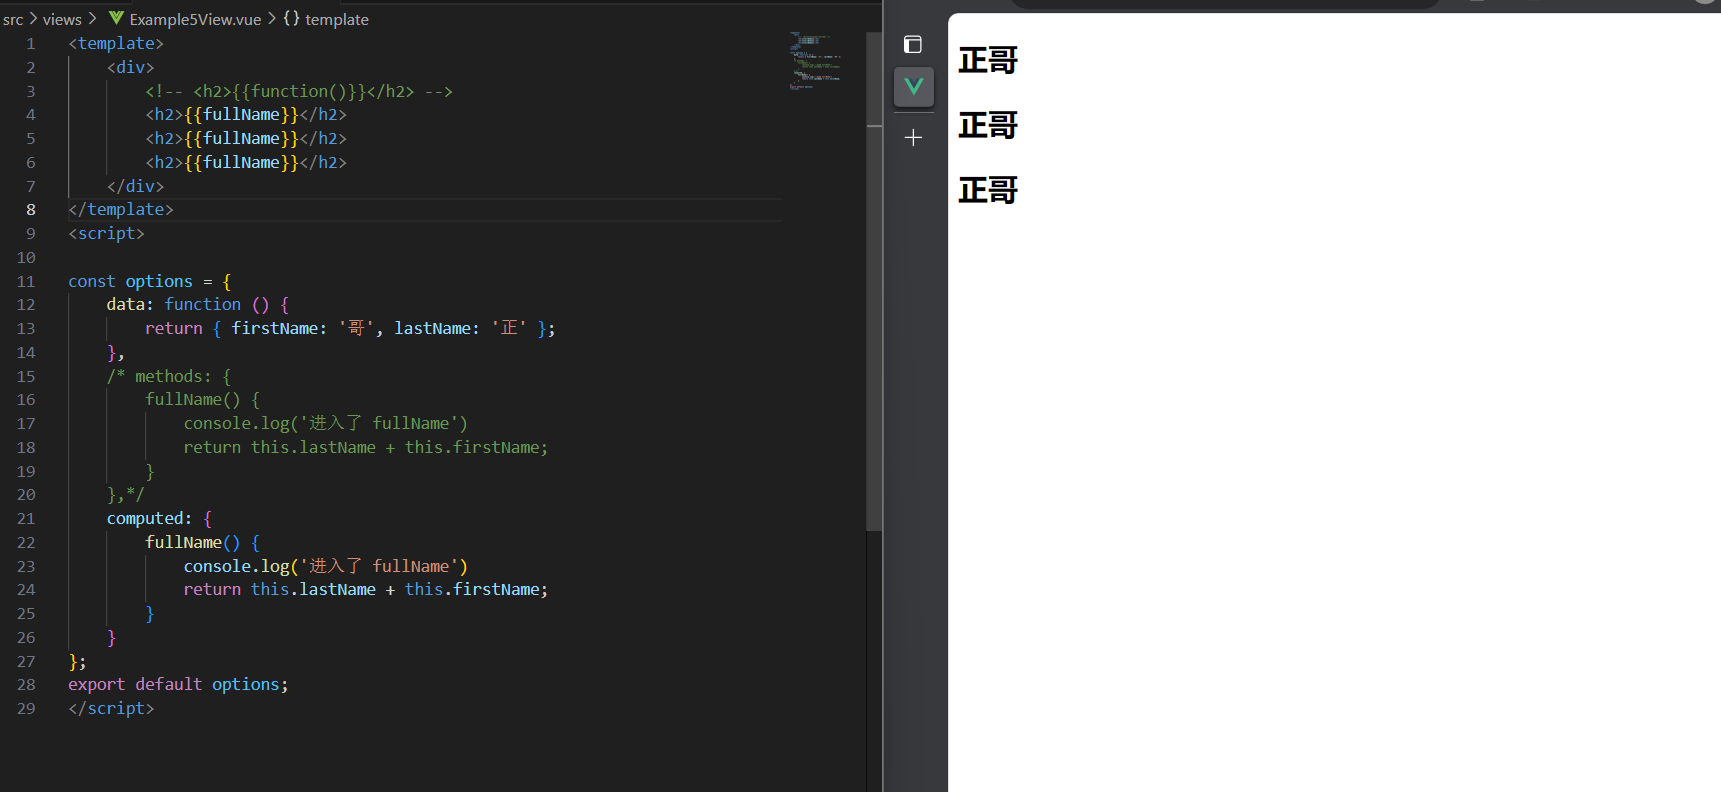 src > views > Example5View.vue > {} template
1 <template>
2 <div>
3 <!-- <h2>{{function()}}</h2> -->
4 <h2>{{fullName}}</h2>
5 <h2>{{fullName}}</h2>
6 <h2>{{fullName}}</h2>
7 </div>
8 </template>
9 <script>
10
11 const options = {
12 data: function () {
13 return { firstName: '哥', lastName: '正' };
14 },
15 /* methods: {
16 fullName() {
17 console.log('进入了 fullName')
18 return this.lastName + this.firstName;
19 }
20 },*/
21 computed: {
22 fullName() {
23 console.log('进入了 fullName')
24 return this.lastName + this.firstName;
25 }
26 }
27 };
28 export default options;
29 </script>
正哥
正哥
正哥